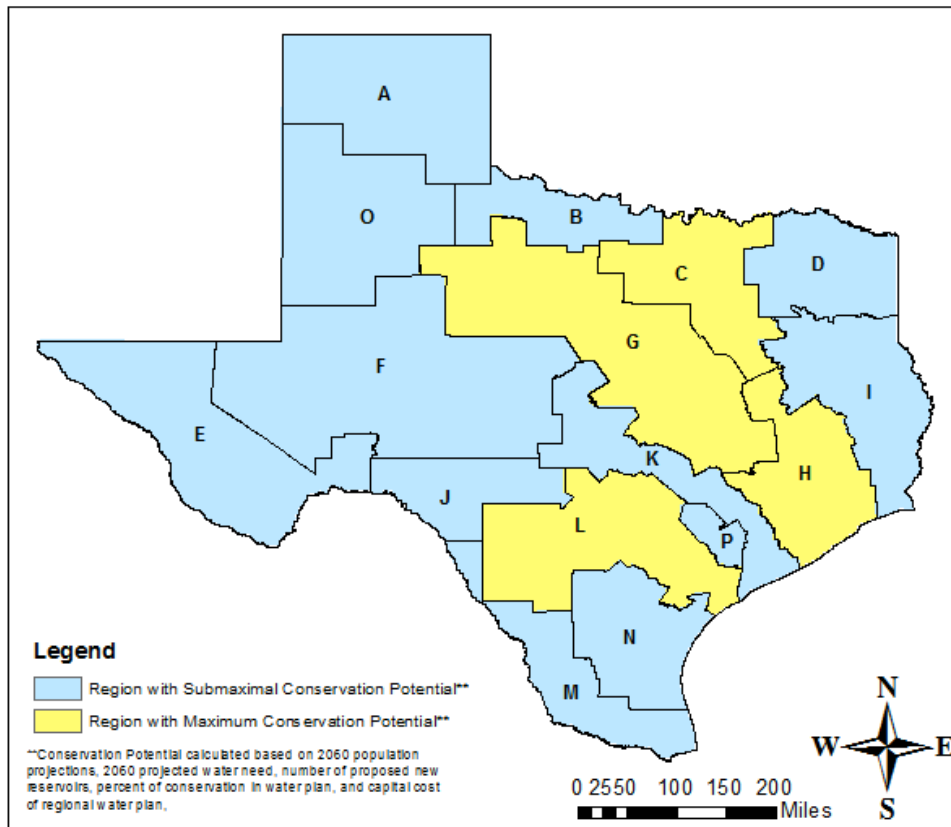 A
O
B
C
D
G
F
I
E
K
H
J
L
P
N
M
Legend
Region with Submaximal Conservation Potential**
Region with Maximum Conservation Potential**
**Conservation Potential calculated based on 2060 population
projections, 2060 projected water need, number of proposed new
reservoirs, percent of conservation in water plan, and capital cost
of regional water plan,
N
W E
S
0 25 50 100 150 200
Miles